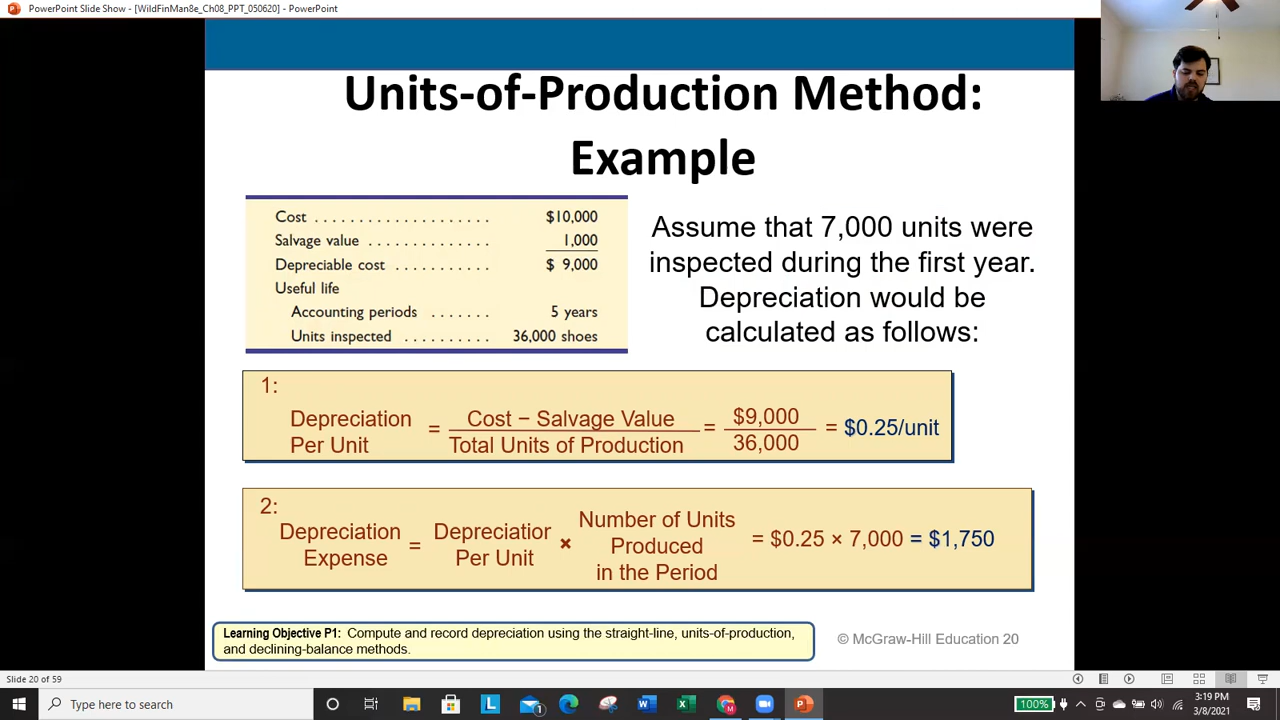 PowerPoint Slide Show - [WildFinMan8e_Ch08_PPT_050620] - PowerPoint
Units-of-Production Method:
Example
Cost . . . . . . . . . . . . . . . . . . . . $10,000
Salvage value . . . . . . . . . . . . . . 1,000
Depreciable cost . . . . . . . . . . . $ 9,000
Useful life
Accounting periods . . . . . . . 5 years
Units inspected . . . . . . . . . . 36,000 shoes
Assume that 7,000 units were
inspected during the first year.
Depreciation would be
calculated as follows:
1:
Depreciation
Per Unit
=
Cost − Salvage Value
Total Units of Production
=
$9,000
36,000
= $0.25/unit
2:
Depreciation
Expense
=
Depreciatior
Per Unit
×
Number of Units
Produced
in the Period
= $0.25 × 7,000 = $1,750
Learning Objective P1: Compute and record depreciation using the straight-line, units-of-production,
and declining-balance methods.
© McGraw-Hill Education 20
Slide 20 of 59
Type here to search
100%
3:19 PM
3/8/2021